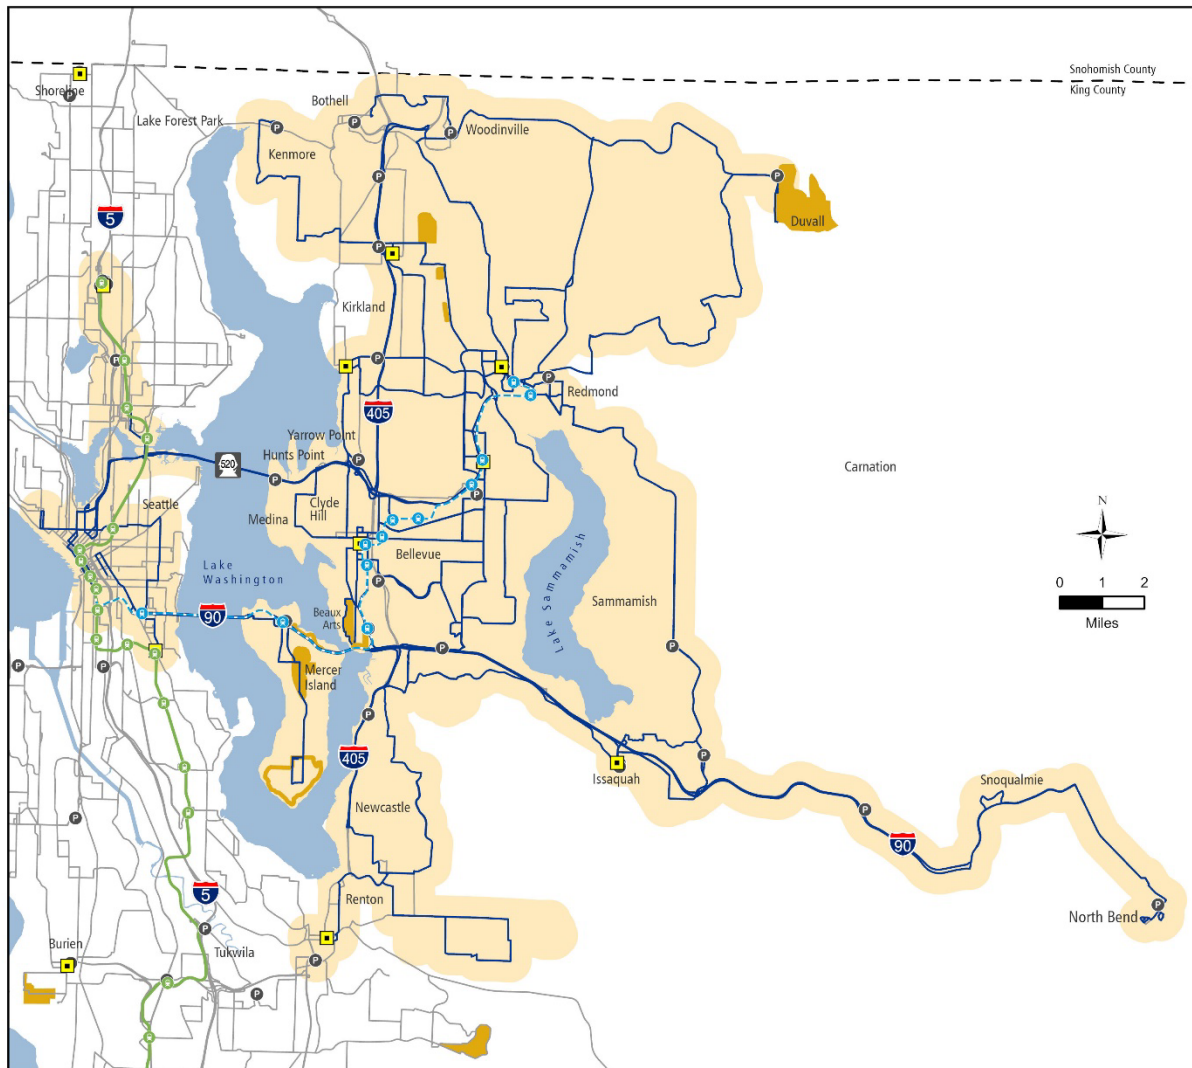 Snohomish County
King County
Shoreline
P
Bothell
P
P
Woodinville
Lake Forest Park
P
Kenmore
P
P
5
Duvall
P
Kirkland
P
P
P
Redmond
405
Yarrow Point
Hunts Point
P
520
P
Carnation
P
Seattle
Clyde
Hill
Medina
N
Bellevue
Lake
Washington
P
0 1 2
Miles
Lake Sammamish
Sammamish
Beaux
Arts
90
P
P
P
P
Mercer
Island
P
405
P
Issaquah
Snoqualmie
Newcastle
P
P
90
5
Renton
P
North Bend
P
Burien
Tukwila
P
P